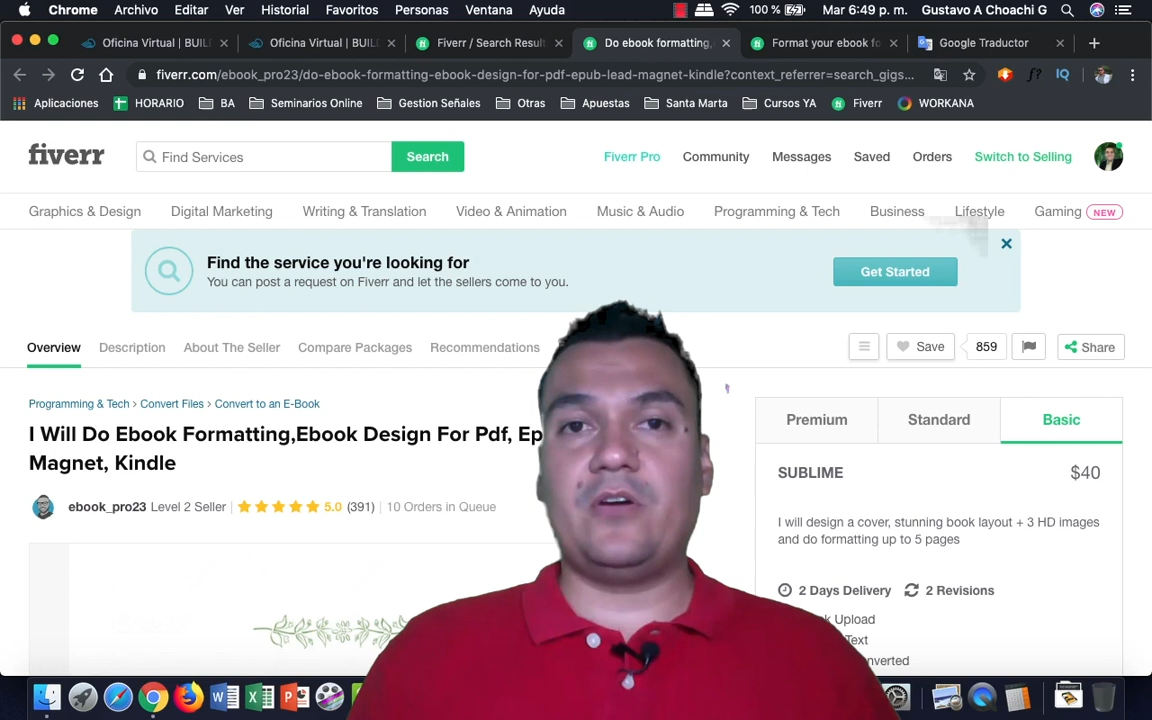 Chrome Archivo Editar Ver Historial Favoritos Personas Ventana Ayuda 100 % Mar 6:49 p. m. Gustavo A Choachi G
Oficina Virtual | BUIL Oficina Virtual | BUIL Fiverr / Search Result Do ebook formatting, Format your ebook fo Google Traductor
fiverr.com/ebook_pro23/do-ebook-formatting-ebook-design-for-pdf-epub-lead-magnet-kindle?context_referrer=search_gigs...
Aplicaciones HORARIO BA Seminarios Online Gestion Señales Otras Apuestas Santa Marta Cursos YA Fiverr WORKANA
fiverr Find Services Search Fiverr Pro Community Messages Saved Orders Switch to Selling
Graphics & Design Digital Marketing Writing & Translation Video & Animation Music & Audio Programming & Tech Business Lifestyle Gaming NEW
Find the service you're looking for
You can post a request on Fiverr and let the sellers come to you.
Get Started
Overview Description About The Seller Compare Packages Recommendations Save 859 Share
Programming & Tech > Convert Files > Convert to an E-Book
I Will Do Ebook Formatting,Ebook Design For Pdf, Ep
Magnet, Kindle
ebook_pro23 Level 2 Seller 5.0 (391) 10 Orders in Queue
Premium Standard Basic
SUBLIME $40
I will design a cover, stunning book layout + 3 HD images
and do formatting up to 5 pages
2 Days Delivery 2 Revisions
Upload
Text
nverted